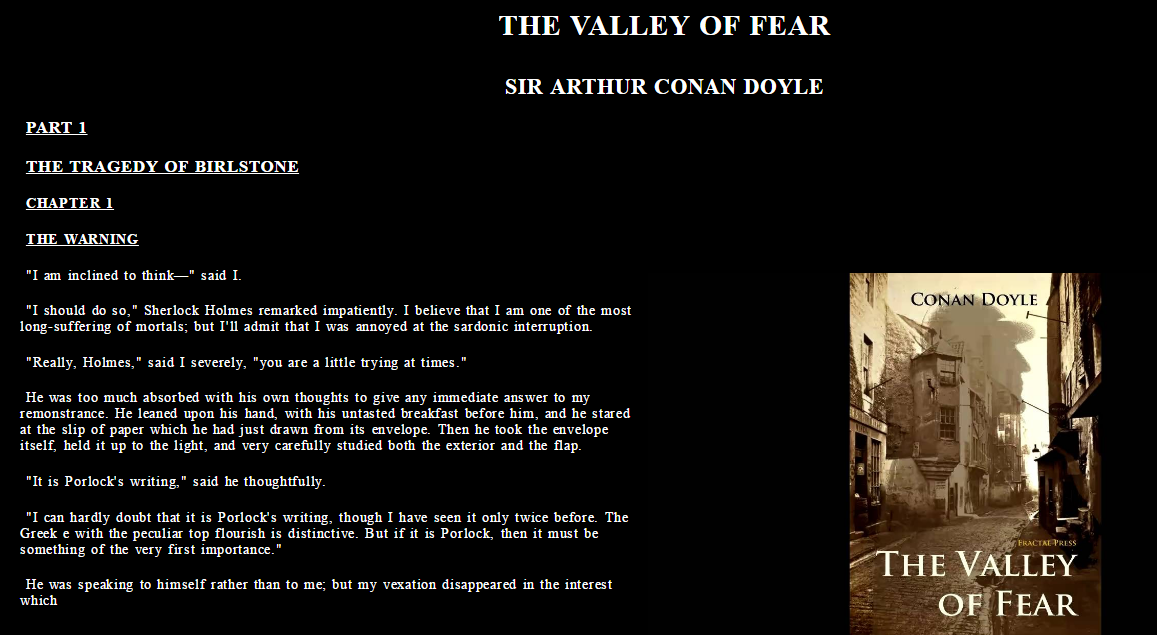 THE VALLEY OF FEAR
SIR ARTHUR CONAN DOYLE
PART 1
THE TRAGEDY OF BIRLSTONE
CHAPTER 1
THE WARNING
"I am inclined to think—" said I.
"I should do so," Sherlock Holmes remarked impatiently. I believe that I am one of the most
long-suffering of mortals; but I'll admit that I was annoyed at the sardonic interruption.
"Really, Holmes," said I severely, "you are a little trying at times."
He was too much absorbed with his own thoughts to give any immediate answer to my
remonstrance. He leaned upon his hand, with his untasted breakfast before him, and he stared
at the slip of paper which he had just drawn from its envelope. Then he took the envelope
itself, held it up to the light, and very carefully studied both the exterior and the flap.
"It is Porlock's writing," said he thoughtfully.
"I can hardly doubt that it is Porlock's writing, though I have seen it only twice before. The
Greek e with the peculiar top flourish is distinctive. But if it is Porlock, then it must be
something of the very first importance."
He was speaking to himself rather than to me; but my vexation disappeared in the interest
which
CONAN DOYLE
FRACTAL PRESS
THE VALLEY
OF FEAR